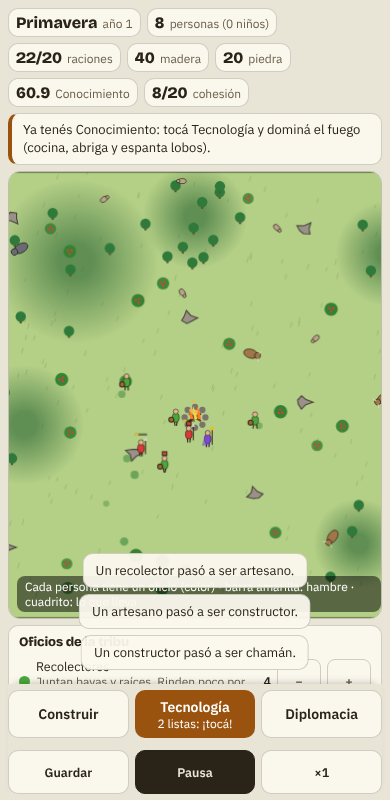 Primavera año 1
8 personas (0 niños)
22/20 raciones
40 madera
20 piedra
60.9 Conocimiento
8/20 cohesión
Ya tenés Conocimiento: tocá Tecnología y dominá el fuego
(cocina, abriga y espanta lobos).
Cada persona tiene un oficio (color) · barra amarilla: hambre ·
cuadrito:
Un recolector pasó a ser artesano.
Un artesano pasó a ser constructor.
Un constructor pasó a ser chamán.
Oficios de la tribu
Recolectores
Juntan bayas y raíces. Rinden poco por
4
−
+
Construir
Tecnología
2 listas: ¡tocá!
Diplomacia
Guardar
Pausa
×1